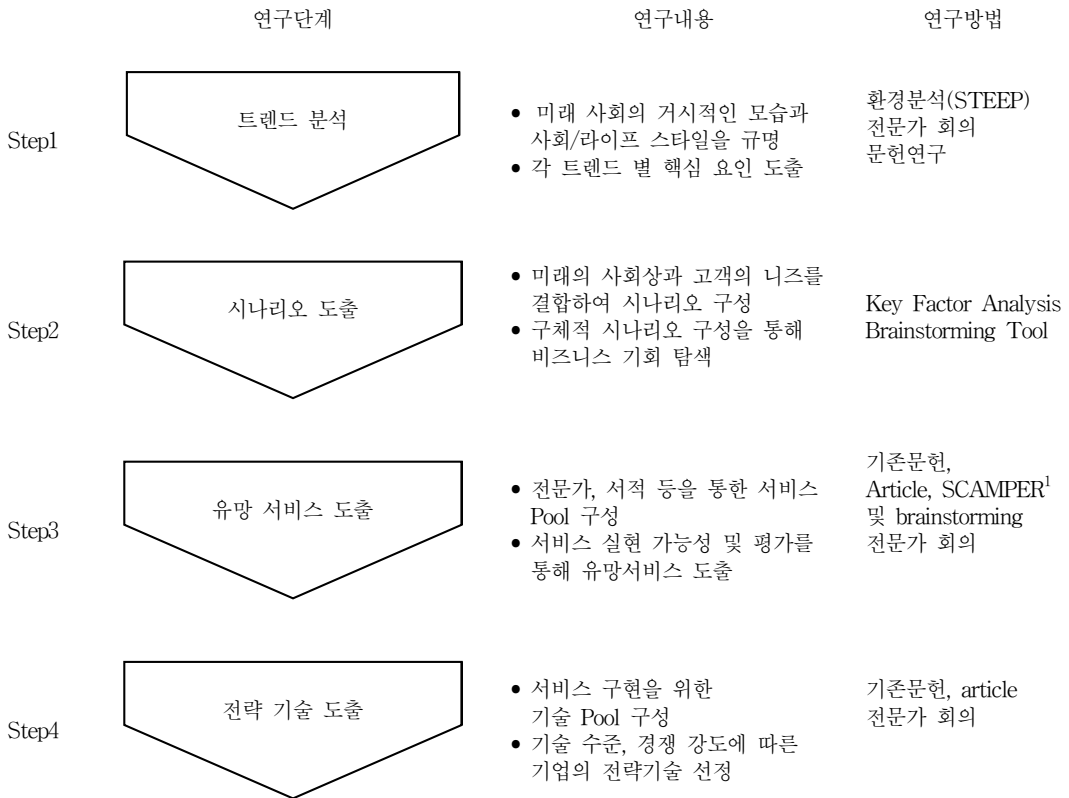 연구단계 연구내용 연구방법
Step1
트렌드 분석
• 미래 사회의 거시적인 모습과
사회/라이프 스타일을 규명
• 각 트렌드 별 핵심 요인 도출
환경분석(STEEP)
전문가 회의
문헌연구
Step2
시나리오 도출
• 미래의 사회상과 고객의 니즈를
결합하여 시나리오 구성
• 구체적 시나리오 구성을 통해
비즈니스 기회 탐색
Key Factor Analysis
Brainstorming Tool
Step3
유망 서비스 도출
• 전문가, 서적 등을 통한 서비스
Pool 구성
• 서비스 실현 가능성 및 평가를
통해 유망서비스 도출
기존문헌,
Article, SCAMPER¹
및 brainstorming
전문가 회의
Step4
전략 기술 도출
• 서비스 구현을 위한
기술 Pool 구성
• 기술 수준, 경쟁 강도에 따른
기업의 전략기술 선정
기존문헌, article
전문가 회의